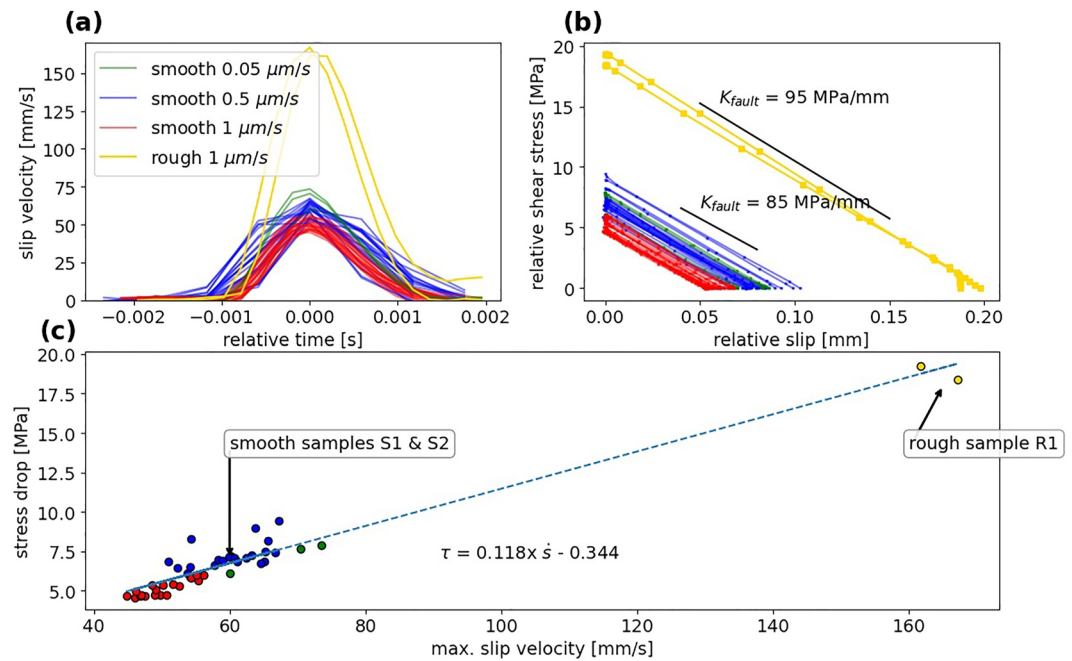 (a)
slip velocity [mm/s]
150
125
100
75
50
25
0
smooth 0.05 μm/s
smooth 0.5 μm/s
smooth 1 μm/s
rough 1 μm/s
−0.002
−0.001
0.000
0.001
0.002
relative time [s]
(b)
relative shear stress [MPa]
20
15
10
5
0
K_fault = 95 MPa/mm
K_fault = 85 MPa/mm
0.00
0.05
0.10
0.15
0.20
relative slip [mm]
(c)
stress drop [MPa]
20.0
17.5
15.0
12.5
10.0
7.5
5.0
smooth samples S1 & S2
rough sample R1
τ = 0.118x ṡ - 0.344
40
60
80
100
120
140
160
max. slip velocity [mm/s]